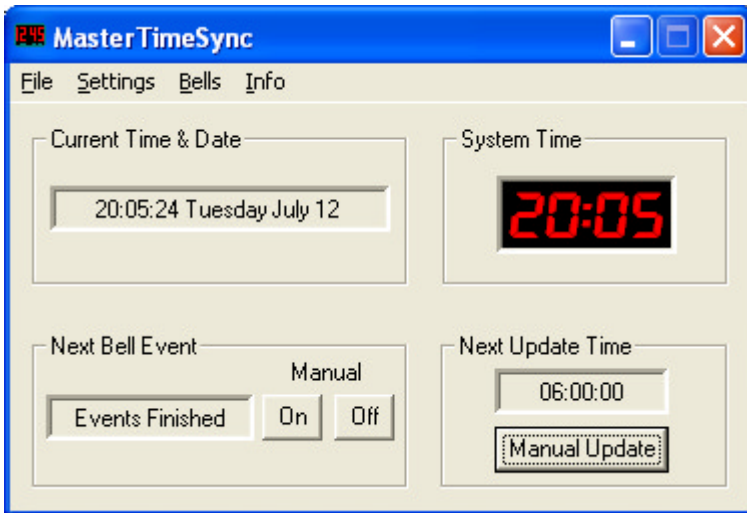 MasterTimeSync
File Settings Bells Info
Current Time & Date
20:05:24 Tuesday July 12
System Time
20:05
Next Bell Event
Manual
Events Finished
On
Off
Next Update Time
06:00:00
Manual Update